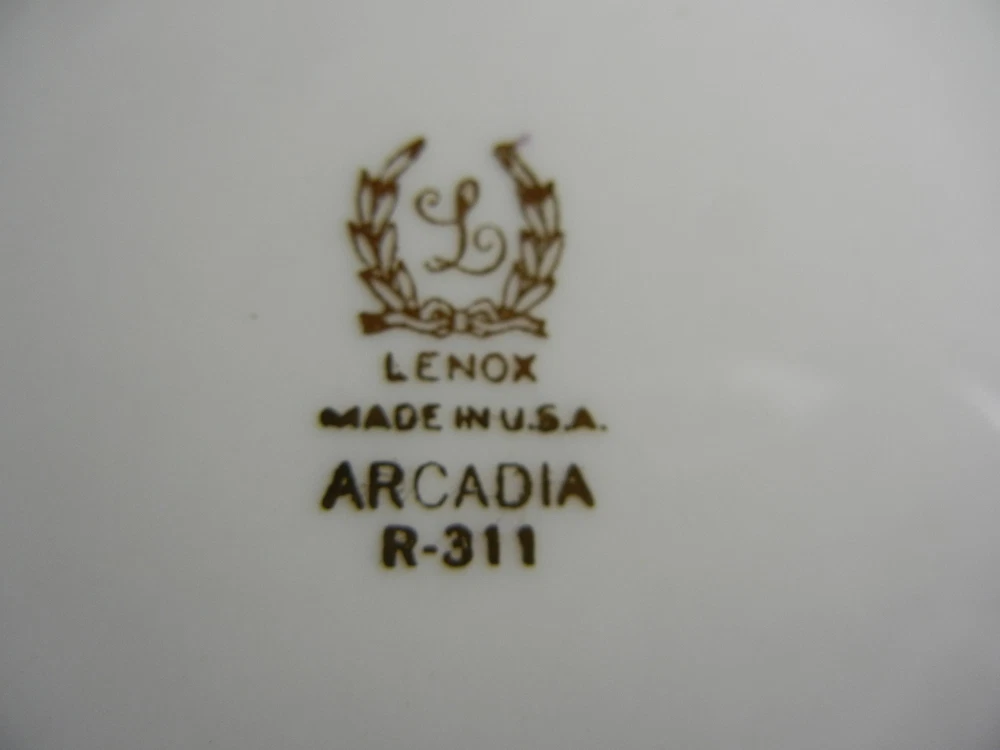 L
LENOX
MADE IN U.S.A.
ARCADIA
R-311